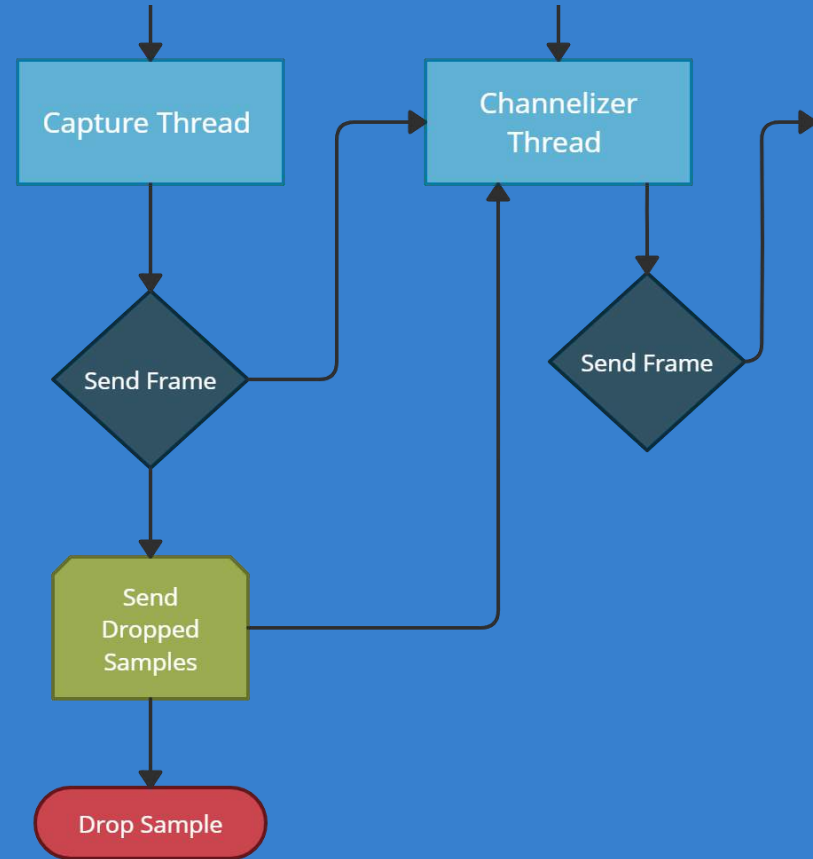 Capture Thread
Channelizer
Thread
Send Frame
Send Frame
Send
Dropped
Samples
Drop Sample